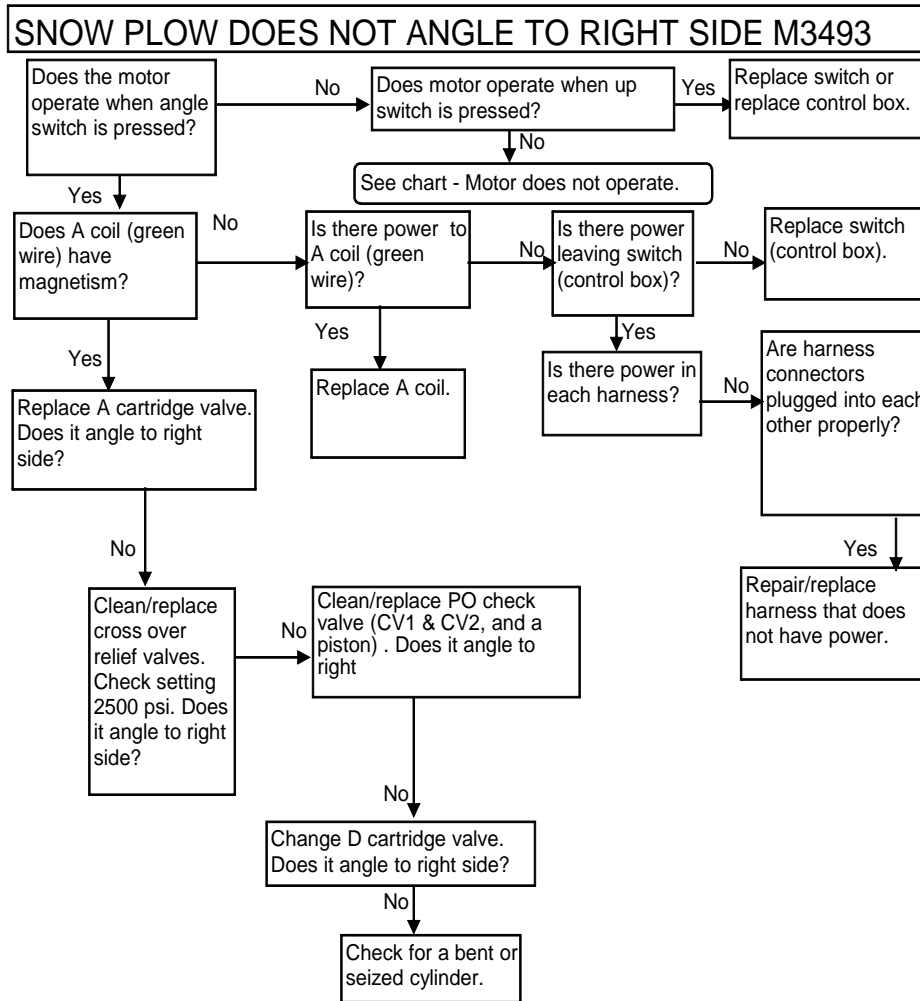 SNOW PLOW DOES NOT ANGLE TO RIGHT SIDE M3493
Does the motor
operate when angle
switch is pressed?
No
Does motor operate when up
switch is pressed?
Yes
Replace switch or
replace control box.
No
See chart - Motor does not operate.
Yes
Does A coil (green
wire) have
magnetism?
No
Is there power to
A coil (green
wire)?
No
Is there power
leaving switch
(control box)?
No
Replace switch
(control box).
Yes
Replace A coil.
Yes
Is there power in
each harness?
No
Are harness
connectors
plugged into each
other properly?
Yes
Repair/replace
harness that does
not have power.
Yes
Replace A cartridge valve.
Does it angle to right
side?
No
Clean/replace
cross over
relief valves.
Check setting
2500 psi. Does
it angle to right
side?
No
Clean/replace PO check
valve (CV1 & CV2, and a
piston) . Does it angle to
right
No
Change D cartridge valve.
Does it angle to right side?
No
Check for a bent or
seized cylinder.